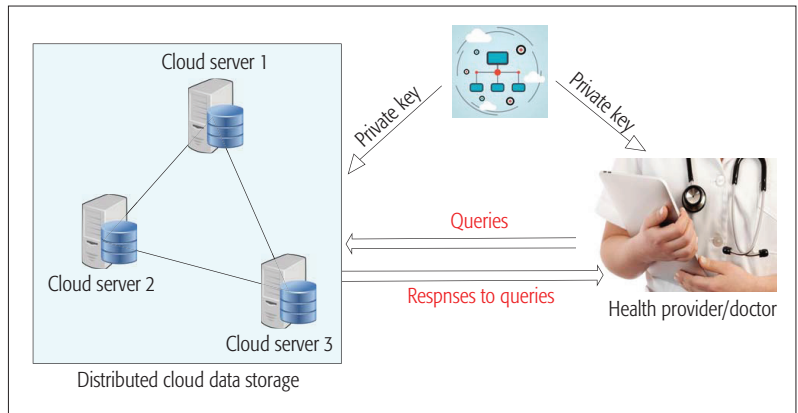 Cloud server 1
Private key
Private key
Cloud server 2
Queries
Respnses to queries
Cloud server 3
Health provider/doctor
Distributed cloud data storage